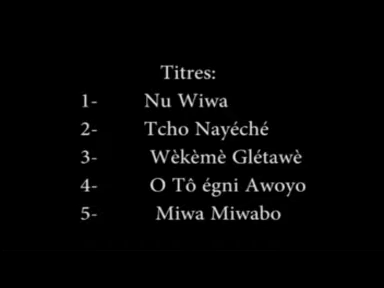 Titres:
1- Nu Wiwa
2- Tcho Nayéché
3- Wèkèmè Glétawè
4- O Tô égni Awoyo
5- Miwa Miwabo